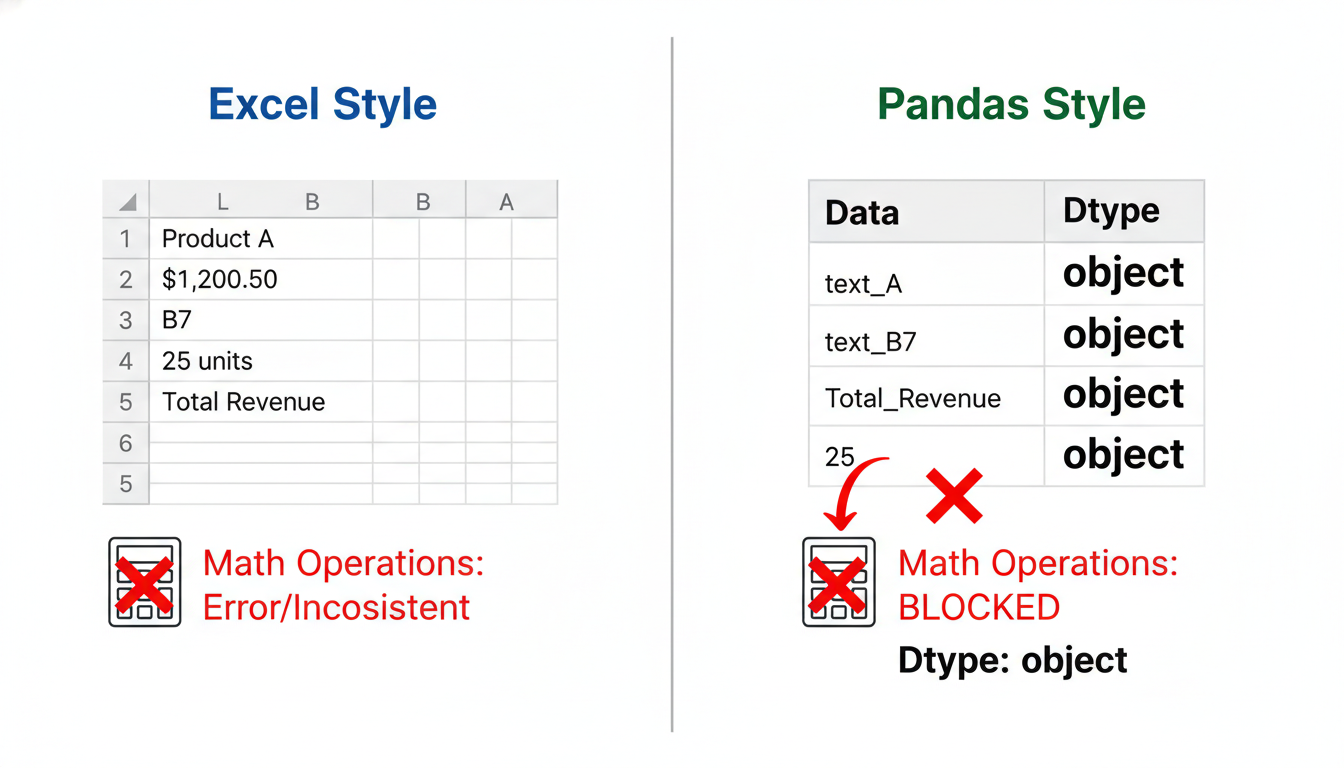 Excel Style
L B B A
1 Product A
2 $1,200.50
3 B7
4 25 units
5 Total Revenue
6
5
Math Operations:
Error/Incosistent
Pandas Style
Data Dtype
text_A object
text_B7 object
Total_Revenue object
25 object
Math Operations:
BLOCKED
Dtype: object